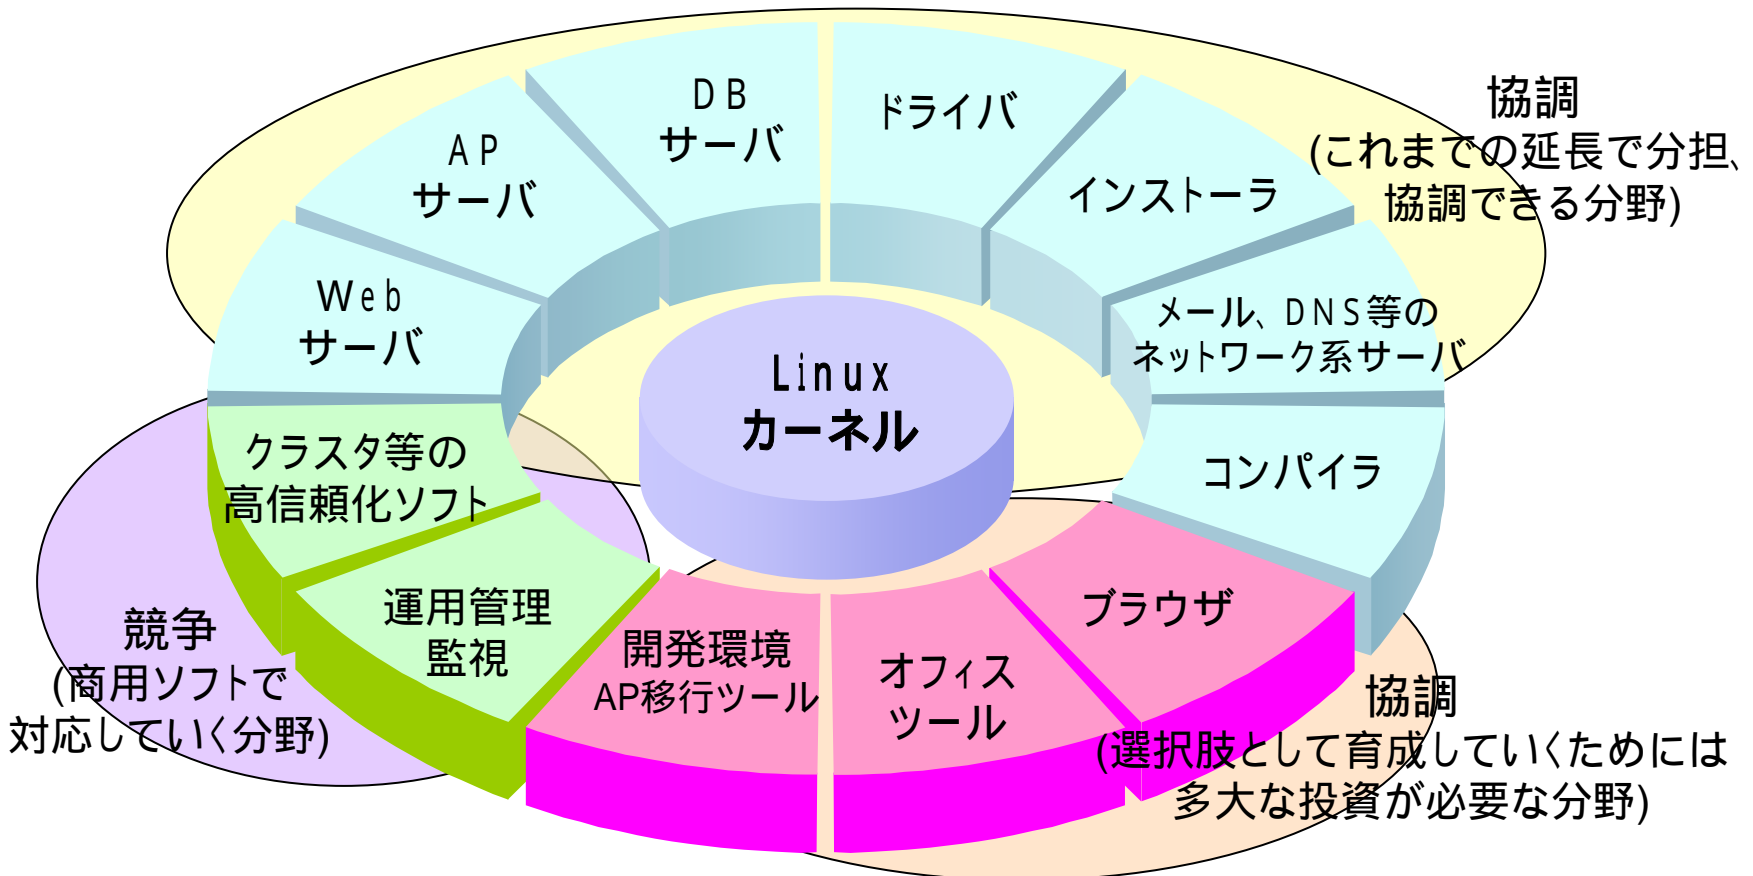 DB
サーバ
ドライバ
協調
(これまでの延長で分担、
協調できる分野)
AP
サーバ
インストーラ
Web
サーバ
メール、DNS等の
ネットワーク系サーバ
Linux
カーネル
クラスタ等の
高信頼化ソフト
コンパイラ
運用管理
監視
ブラウザ
開発環境
AP移行ツール
オフィス
ツール
競争
(商用ソフトで
対応していく分野)
協調
(選択肢として育成していくためには
多大な投資が必要な分野)